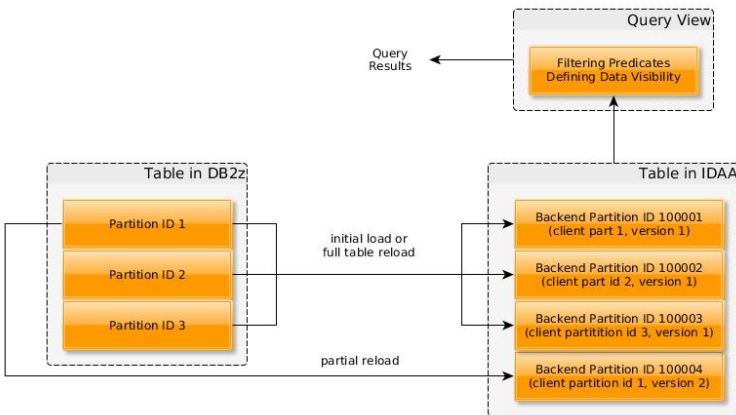 Query View
Query
Results
Filtering Predicates
Defining Data Visibility
Table in DB2z
Table in IDAA
Partition ID 1
Partition ID 2
Partition ID 3
initial load or
full table reload
partial reload
Backend Partition ID 100001
(client part 1, version 1)
Backend Partition ID 100002
(client part id 2, version 1)
Backend Partition ID 100003
(client partitition id 3, version 1)
Backend Partition ID 100004
(client partition id 1, version 2)